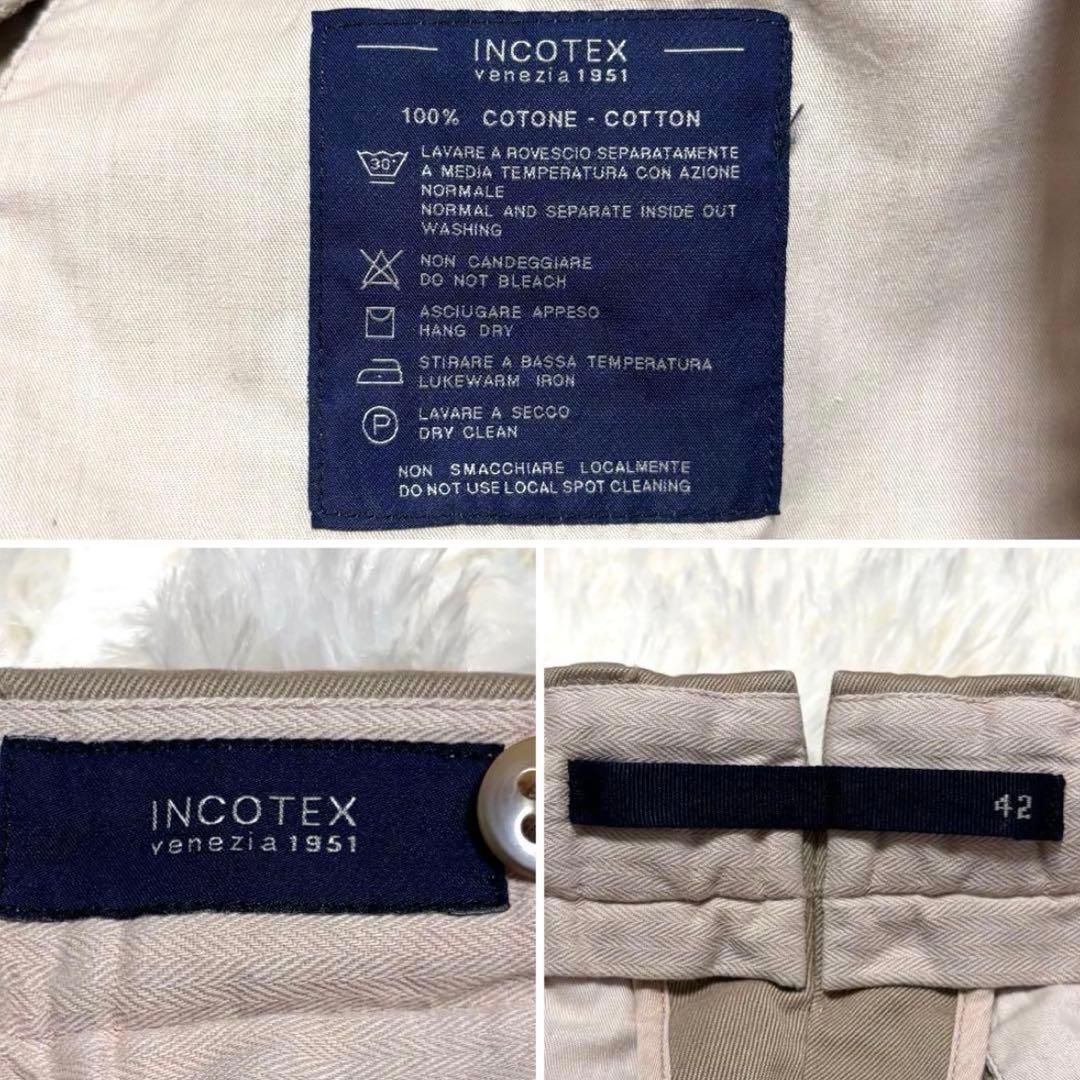 INCOTEX
venezia 1951
100% COTONE - COTTON
30°
LAVARE A ROVESCIO SEPARATAMENTE
A MEDIA TEMPERATURA CON AZIONE
NORMALE
NORMAL AND SEPARATE INSIDE OUT
WASHING
NON CANDEGGIARE
DO NOT BLEACH
ASCIUGARE APPESO
HANG DRY
STIRARE A BASSA TEMPERATURA
LUKEWARM IRON
P
LAVARE A SECCO
DRY CLEAN
NON SMACCHIARE LOCALMENTE
DO NOT USE LOCAL SPOT CLEANING
INCOTEX
venezia 1951
42